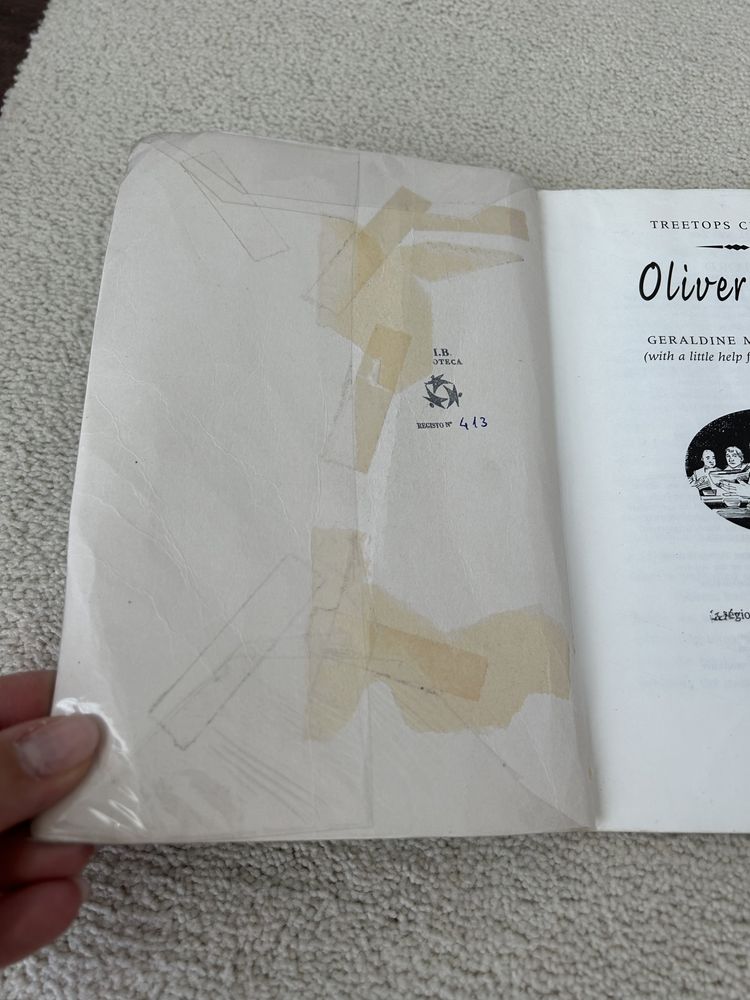 I.B.
OTECA
REGISTO Nº 413
TREETOPS C
Oliver
GERALDINE M
(with a little help f